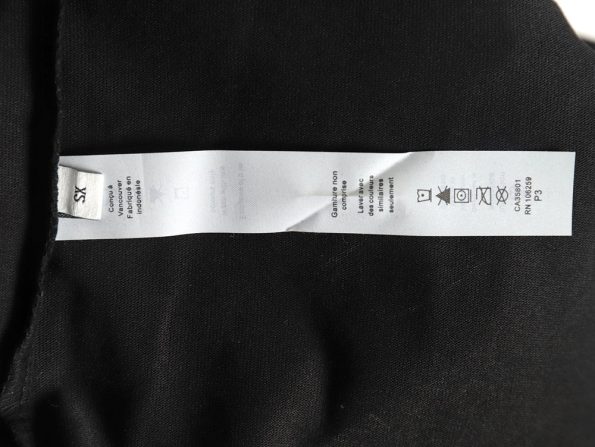 XS
Conçu à
Vancouver
Fabriqué en
indonésie
Garniture non
comprise
Laver avec
des couleurs
similaires
seulement
CA35801
RN 106259
P3